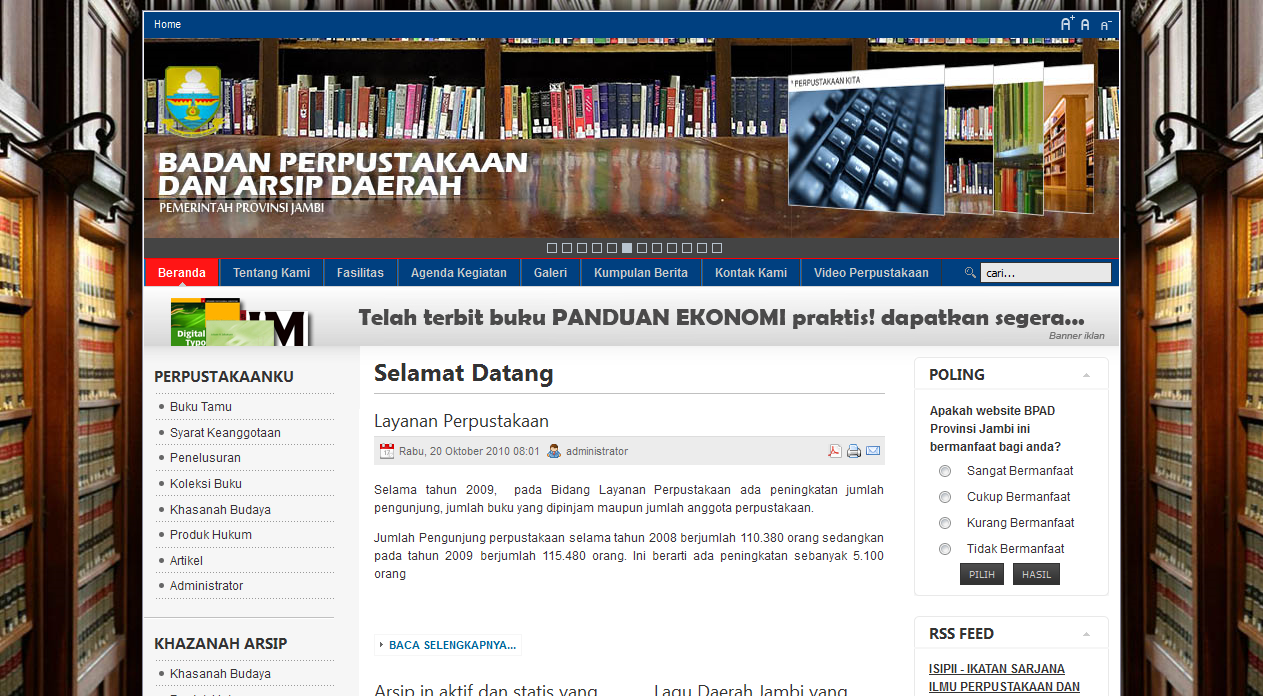 Home
A+ A A-
* PERPUSTAKAAN KITA
BADAN PERPUSTAKAAN
DAN ARSIP DAERAH
PEMERINTAH PROVINSI JAMBI
Beranda Tentang Kami Fasilitas Agenda Kegiatan Galeri Kumpulan Berita Kontak Kami Video Perpustakaan cari...
Digital
Typo
M
Telah terbit buku PANDUAN EKONOMI praktis! dapatkan segera...
Banner iklan
PERPUSTAKAANKU
Buku Tamu
Syarat Keanggotaan
Penelusuran
Koleksi Buku
Khasanah Budaya
Produk Hukum
Artikel
Administrator
KHAZANAH ARSIP
Khasanah Budaya
Selamat Datang
Layanan Perpustakaan
Rabu, 20 Oktober 2010 08:01 administrator
Selama tahun 2009, pada Bidang Layanan Perpustakaan ada peningkatan jumlah
pengunjung, jumlah buku yang dipinjam maupun jumlah anggota perpustakaan.
Jumlah Pengunjung perpustakaan selama tahun 2008 berjumlah 110.380 orang sedangkan
pada tahun 2009 berjumlah 115.480 orang. Ini berarti ada peningkatan sebanyak 5.100
orang
BACA SELENGKAPNYA...
Arsip in aktif dan statis yang
Lagu Daerah Jambi yang
POLING
Apakah website BPAD
Provinsi Jambi ini
bermanfaat bagi anda?
Sangat Bermanfaat
Cukup Bermanfaat
Kurang Bermanfaat
Tidak Bermanfaat
PILIH HASIL
RSS FEED
ISIPII - IKATAN SARJANA
ILMU PERPUSTAKAAN DAN